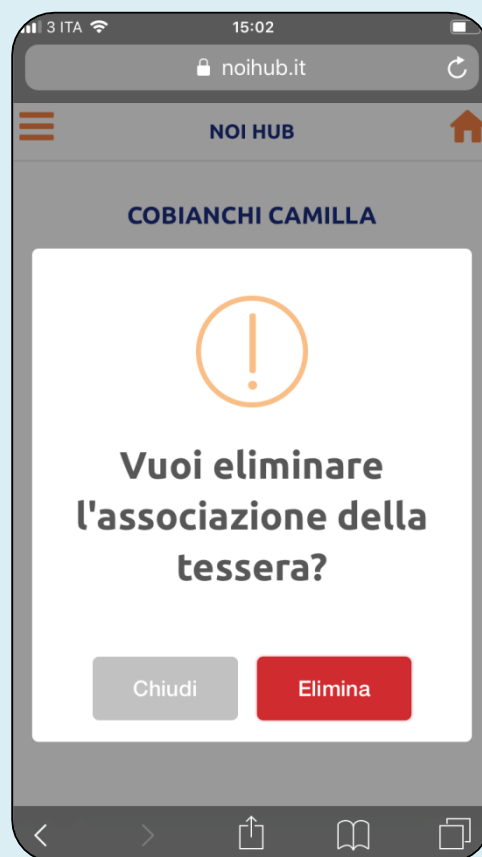 3 ITA 15:02
noihub.it
NOI HUB
COBIANCHI CAMILLA
Vuoi eliminare
l'associazione della
tessera?
Chiudi Elimina